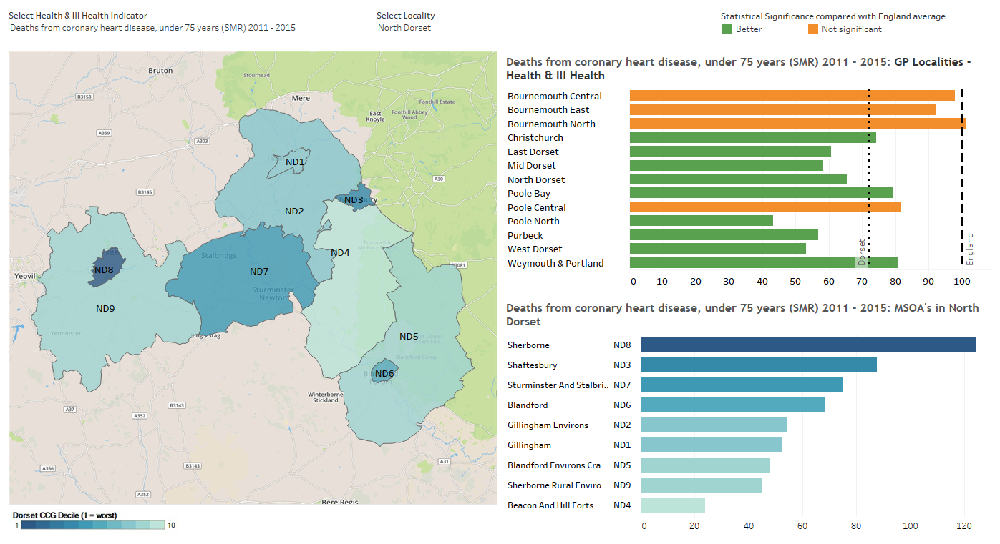 Select Health & Ill Health Indicator
Deaths from coronary heart disease, under 75 years (SMR) 2011 - 2015
Select Locality
North Dorset
Statistical Significance compared with England average
Better
Not significant
Bruton
Stourhead
B3153
Mere
Fonthill Estate
East
Knoyle
Fonthill Abbey
Wood
A359
A303
ND1
A30
B3145
ND3
ND2
Stalbridge
ND4
ND8
ND7
Yeovil
B3081
Sturminster
Newton
ND9
Yetminster
King's Stag
ND5
Blandford Camp
ND6
Winterborne
Stickland
A37
B3143
A352
A31
A356
B3143
A352
Bere Regis
Dorset CCG Decile (1 = worst)
1
10
Deaths from coronary heart disease, under 75 years (SMR) 2011 - 2015: GP Localities -
Health & Ill Health
Bournemouth Central
Bournemouth East
Bournemouth North
Christchurch
East Dorset
Mid Dorset
North Dorset
Poole Bay
Poole Central
Poole North
Purbeck
West Dorset
Weymouth & Portland
Dorset
England
0 10 20 30 40 50 60 70 80 90 100
Deaths from coronary heart disease, under 75 years (SMR) 2011 - 2015: MSOA's in North
Dorset
Sherborne ND8
Shaftesbury ND3
Sturminster And Stalbri.. ND7
Blandford ND6
Gillingham Environs ND2
Gillingham ND1
Blandford Environs Cra.. ND5
Sherborne Rural Enviro.. ND9
Beacon And Hill Forts ND4
0 20 40 60 80 100 120